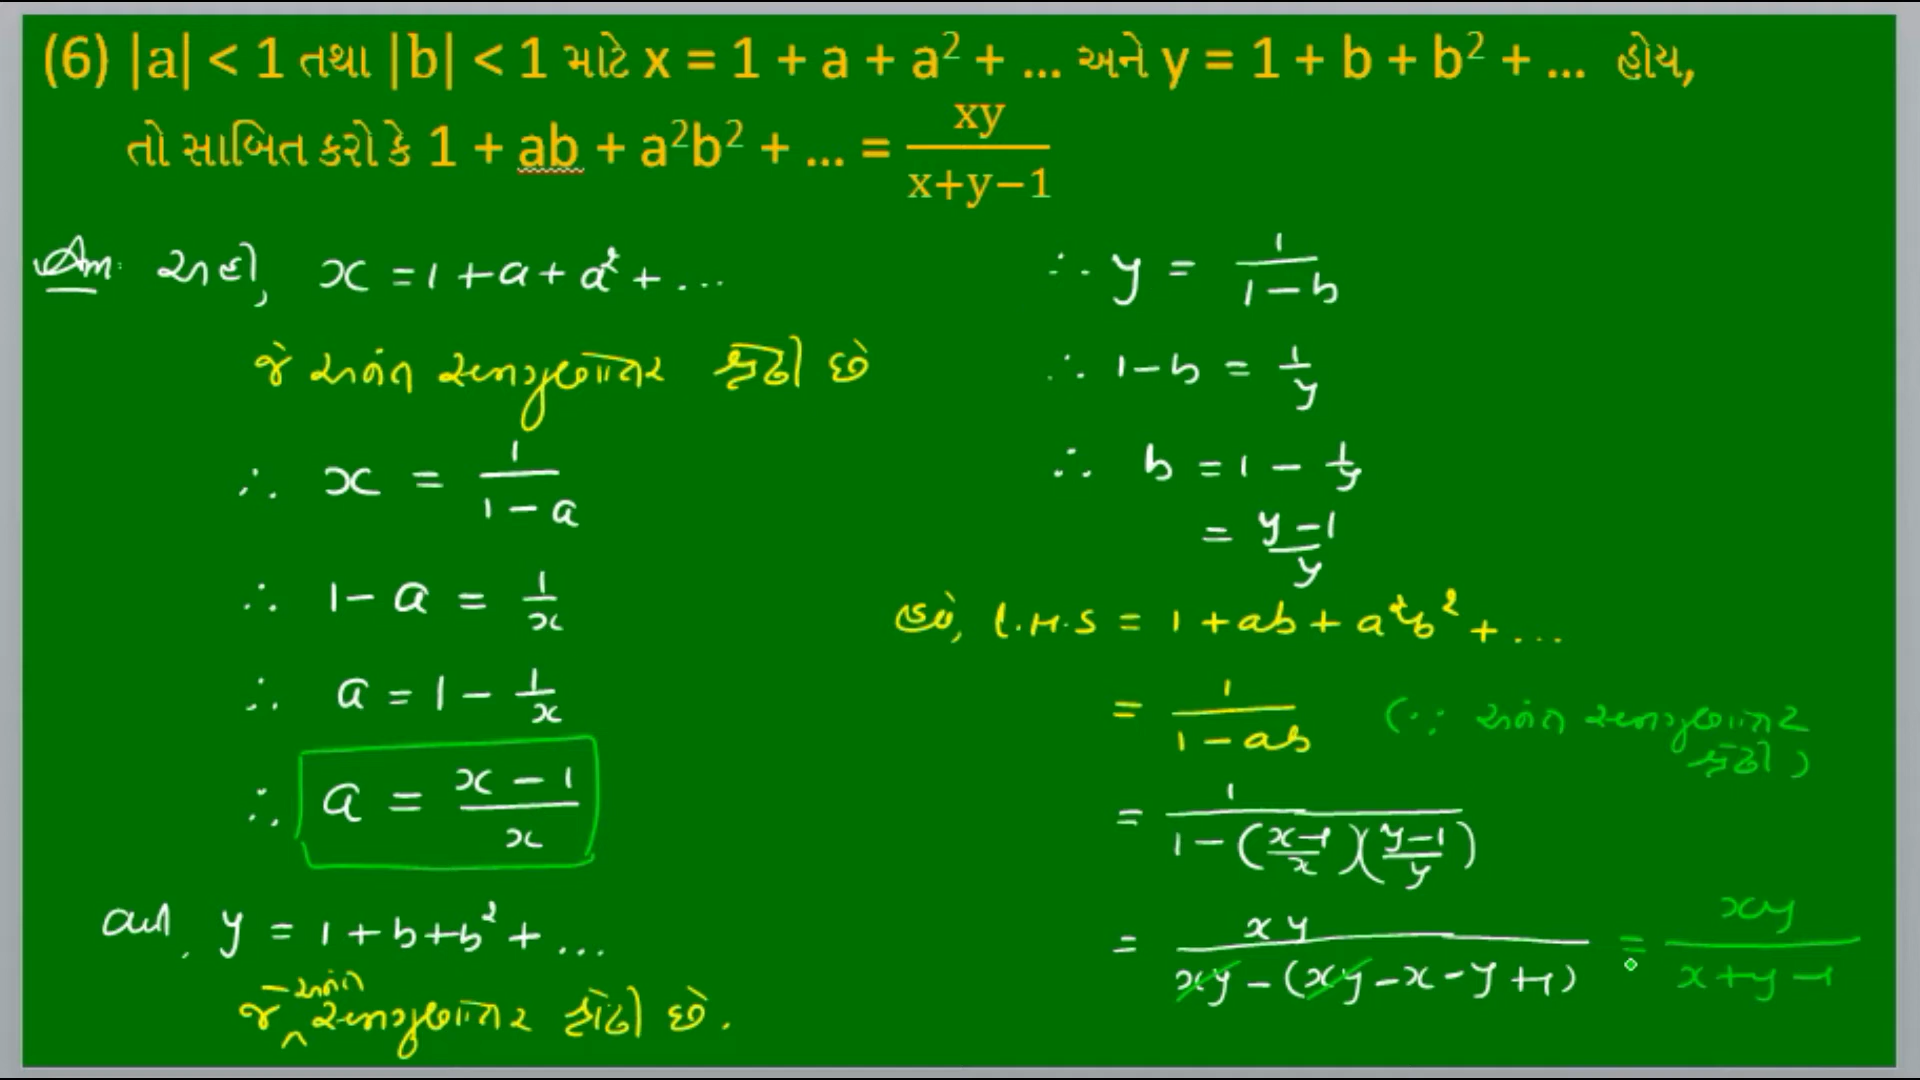 (6) |a| < 1 તથા |b| < 1 માટે x = 1 + a + a² + ... અને y = 1 + b + b² + ... હોય,
તો સાબિત કરો કે 1 + ab + a²b² + ... = xy/(x+y−1)
Ans: અહીં, x = 1 + a + a² + ...
જે અનંત સમગુણોત્તર શ્રેઢી છે
∴ x = 1/(1 − a)
∴ 1 − a = 1/x
∴ a = 1 − 1/x
∴ a = (x − 1)/x
y = 1 + b + b² + ...
જે અનંત સમગુણોત્તર શ્રેઢી છે.
∴ y = 1/(1 − b)
∴ 1 − b = 1/y
∴ b = 1 − 1/y
= (y − 1)/y
હવે, L.H.S = 1 + ab + a²b² + ...
= 1/(1 − ab) (∵ અનંત સમગુણોત્તર શ્રેઢી)
= 1/(1 − ((x−1)/x)((y−1)/y))
= xy/(xy − (xy − x − y + 1)) = xy/(x + y − 1)